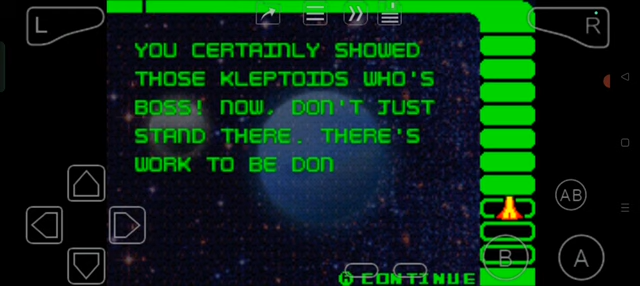 L
R
YOU CERTAINLY SHOWED
THOSE KLEPTOIDS WHO'S
BOSS! NOW, DON'T JUST
STAND THERE. THERE'S
WORK TO BE DON
AB
B
A
A CONTINUE